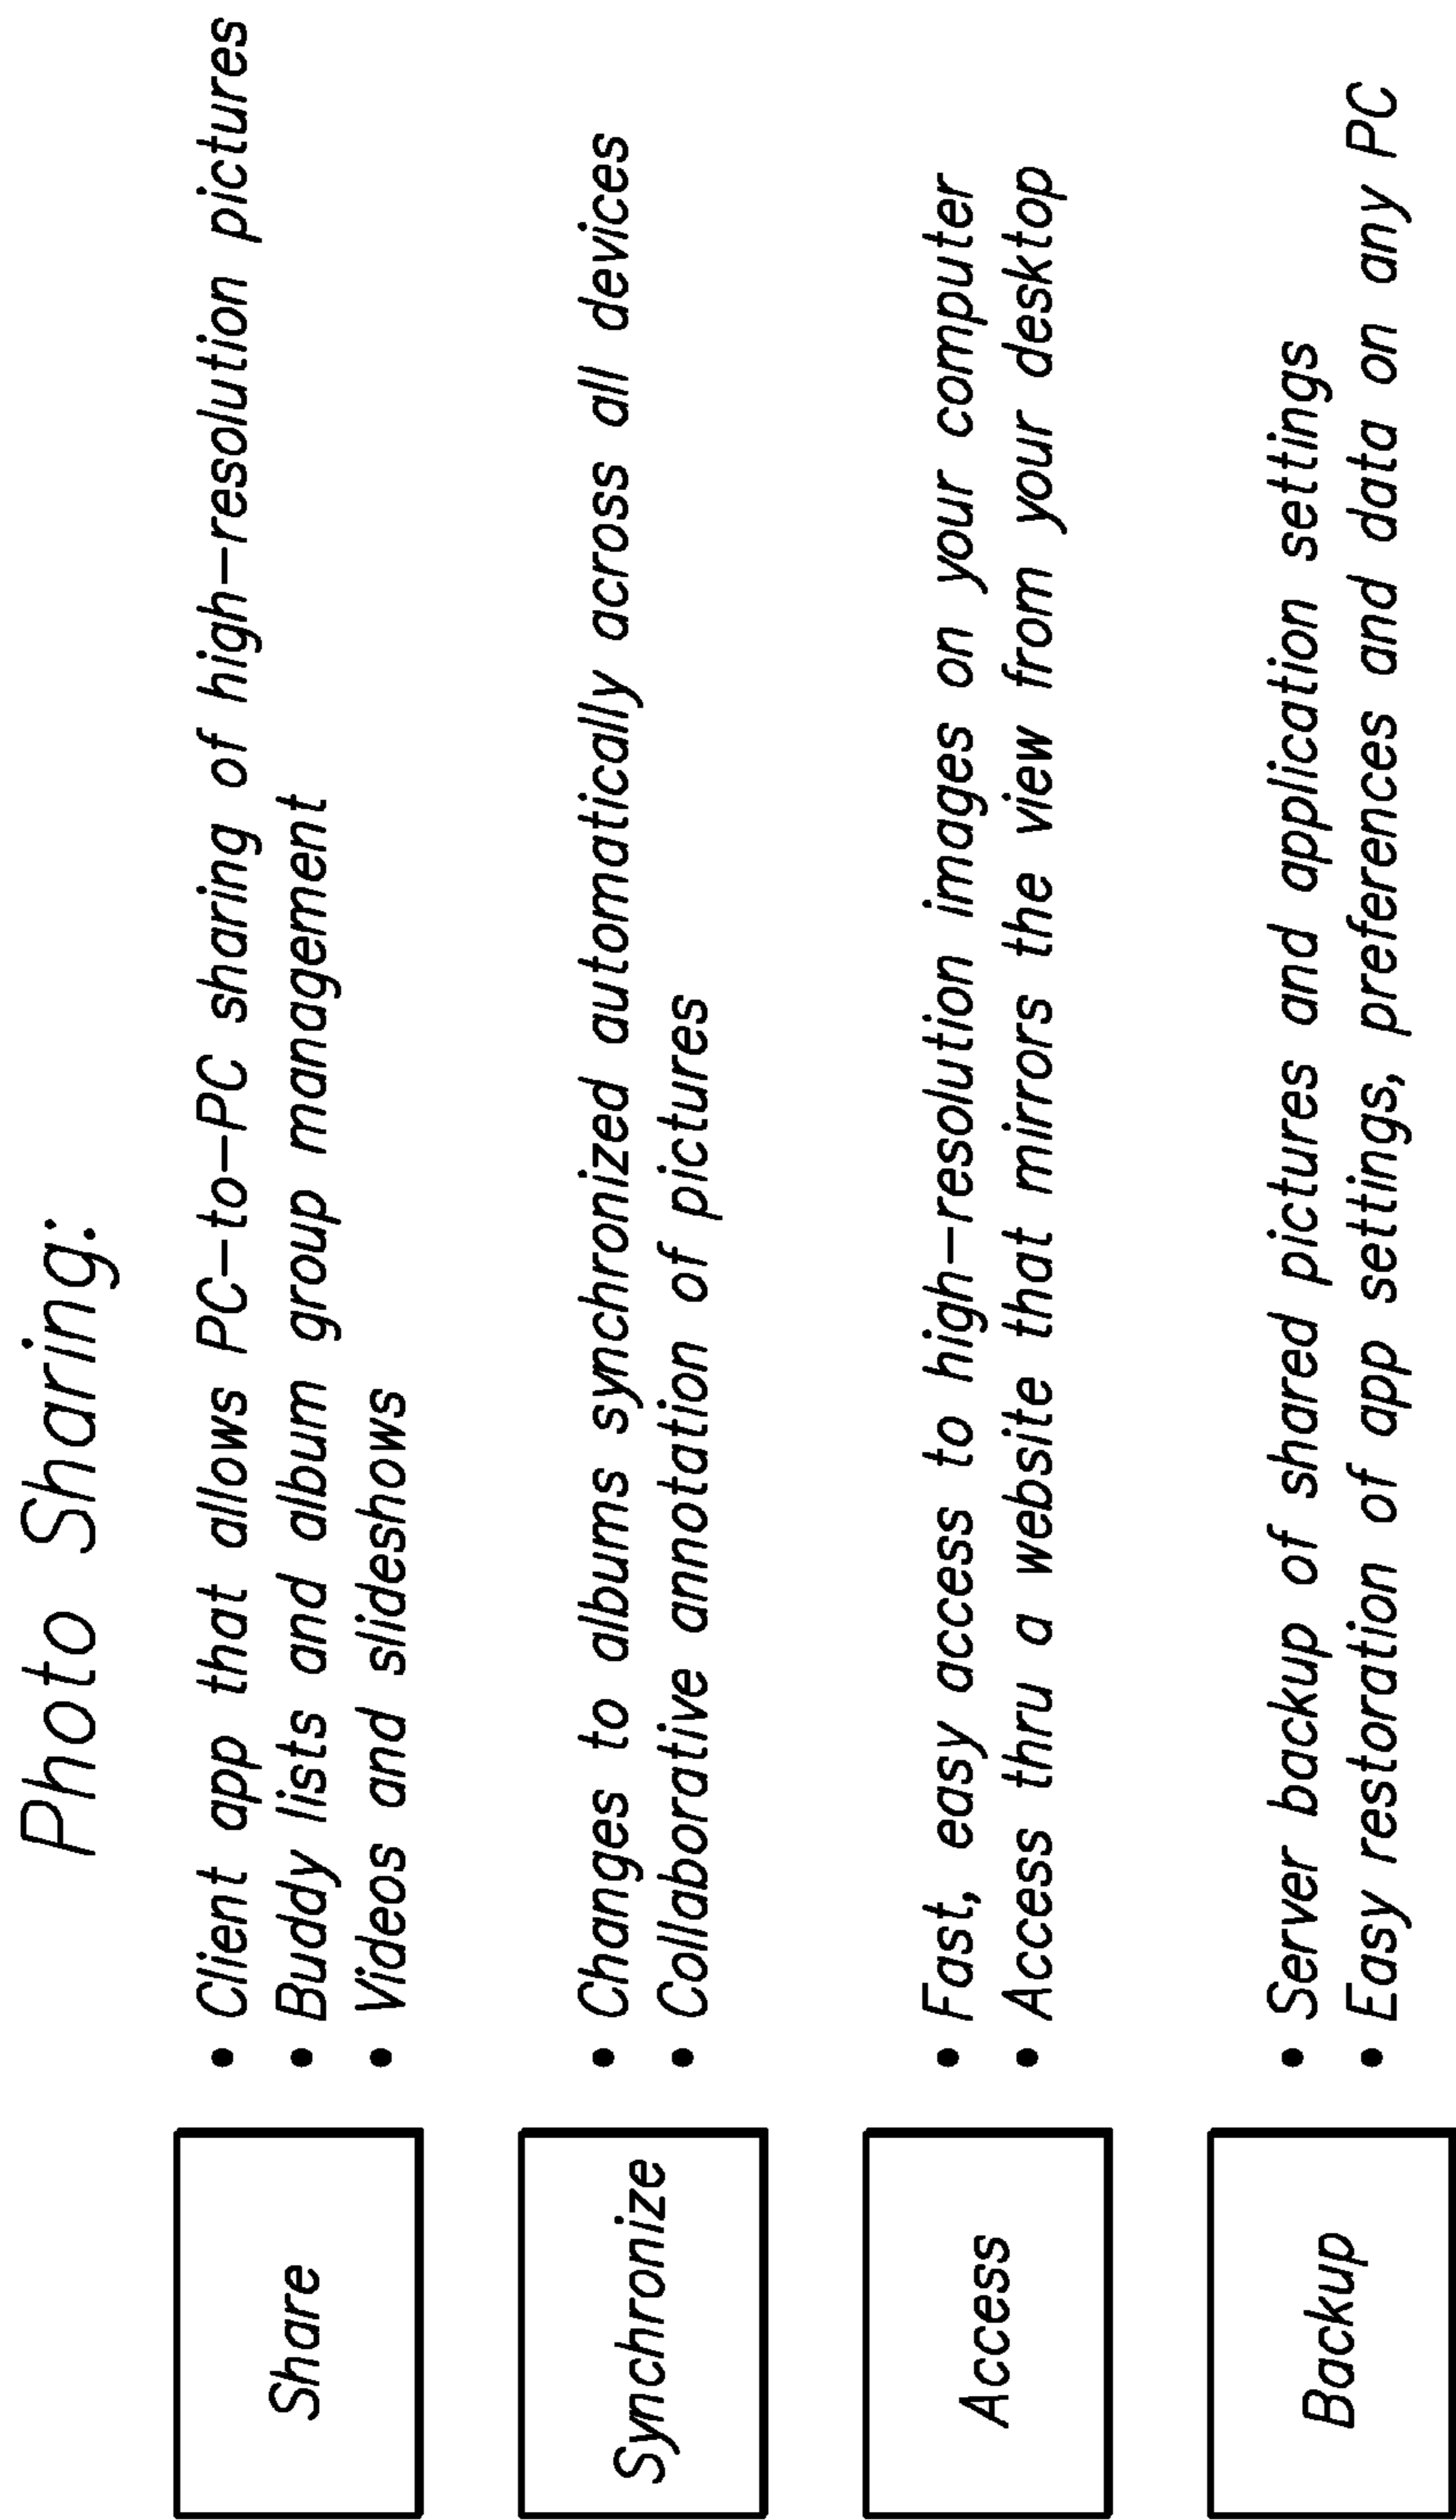 Photo Sharing:
Share
• Client app that allows PC-to-PC sharing of high-resolution pictures
• Buddy lists and album group management
• Videos and slideshows
Synchronize
• Changes to albums synchronized automatically across all devices
• Collaborative annotation of pictures
Access
• Fast, easy access to high-resolution images on your computer
• Access thru a website that mirrors the view from your desktop
Backup
• Server backup of shared pictures and application settings
• Easy restoration of app settings, preferences and data on any PC